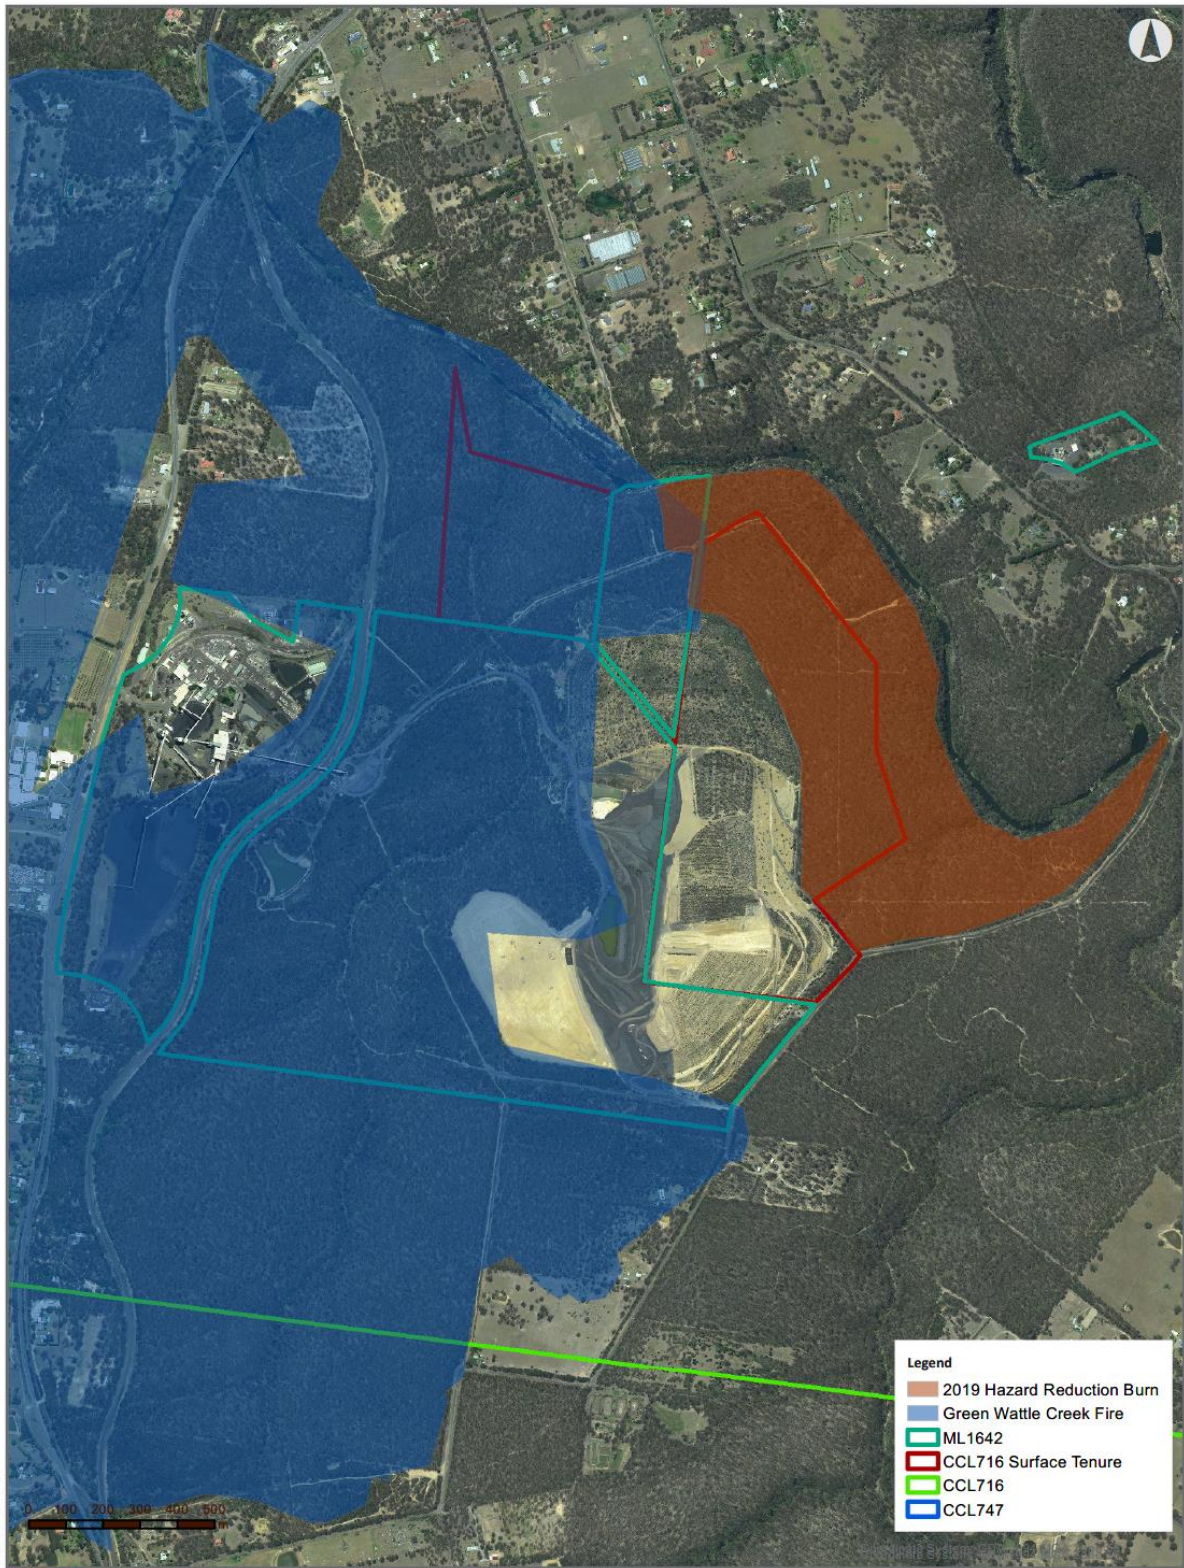 Legend
2019 Hazard Reduction Burn
Green Wattle Creek Fire
ML1642
CCL716 Surface Tenure
CCL716
CCL747
0 100 200 300 400 500